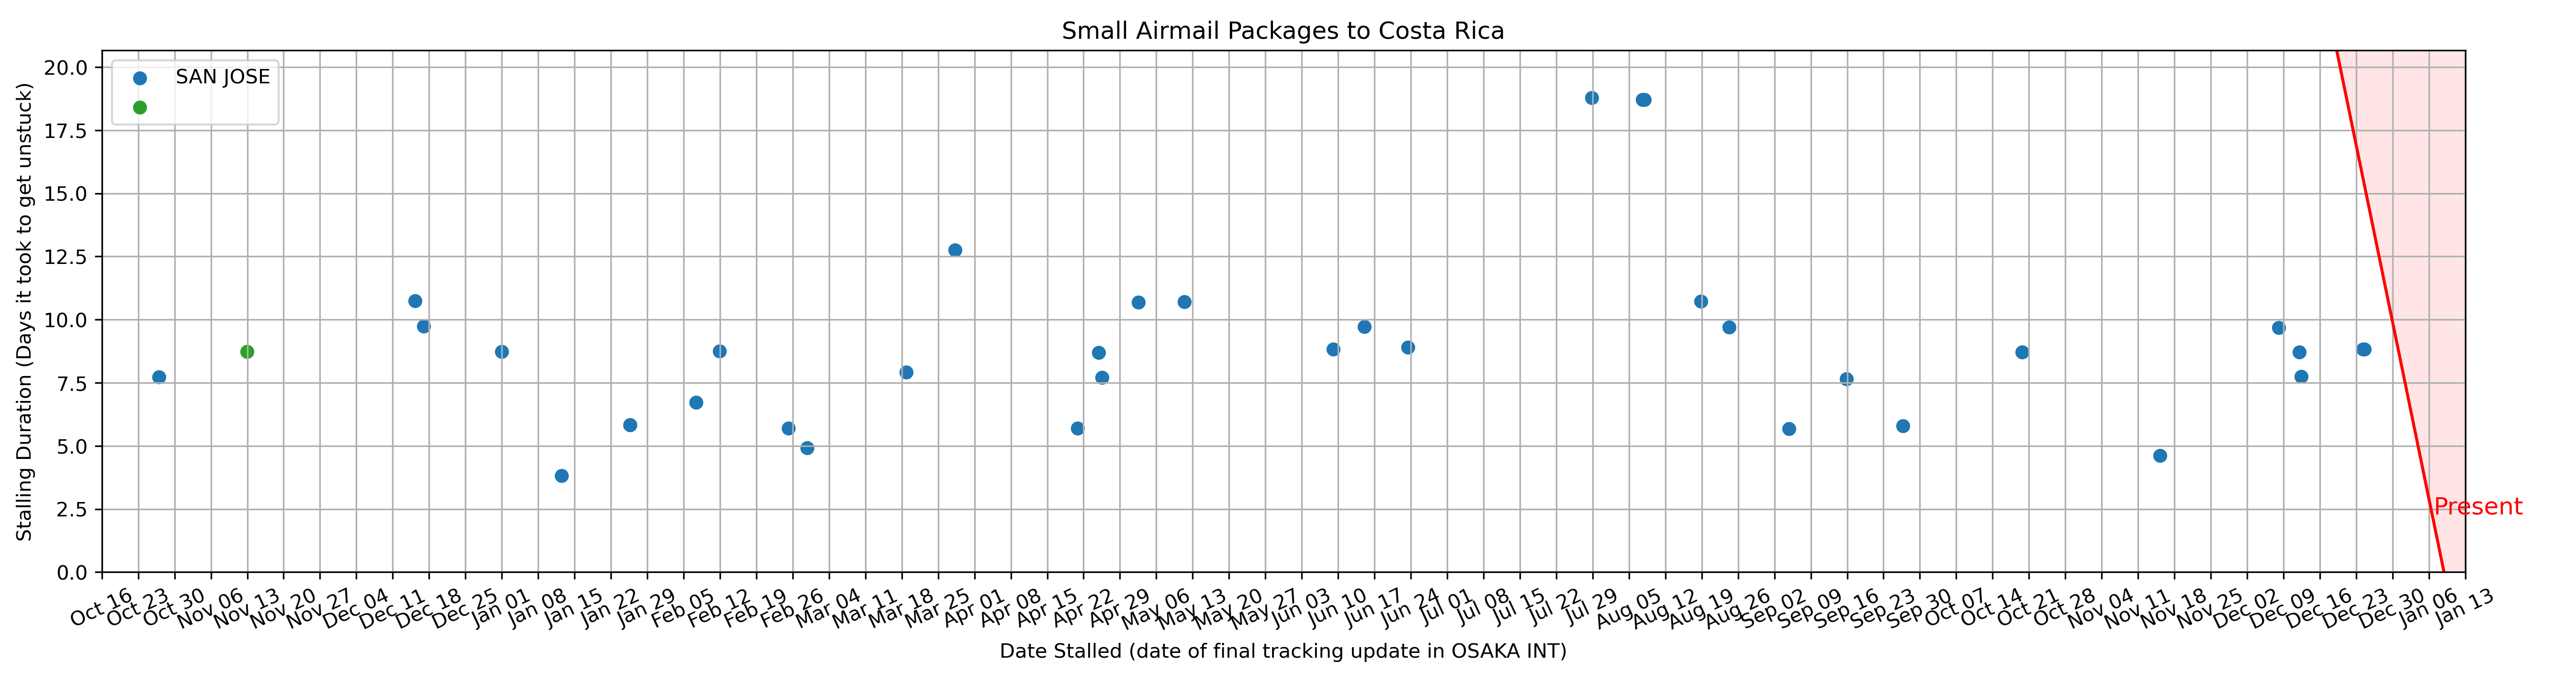 Small Airmail Packages to Costa Rica
SAN JOSE
Stalling Duration (Days it took to get unstuck)
20.0
17.5
15.0
12.5
10.0
7.5
5.0
2.5
0.0
Present
Oct 16 Oct 23 Oct 30 Nov 06 Nov 13 Nov 20 Nov 27 Dec 04 Dec 11 Dec 18 Dec 25 Jan 01 Jan 08 Jan 15 Jan 22 Jan 29 Feb 05 Feb 12 Feb 19 Feb 26 Mar 04 Mar 11 Mar 18 Mar 25 Apr 01 Apr 08 Apr 15 Apr 22 Apr 29 May 06 May 13 May 20 May 27 Jun 03 Jun 10 Jun 17 Jun 24 Jul 01 Jul 08 Jul 15 Jul 22 Jul 29 Aug 05 Aug 12 Aug 19 Aug 26 Sep 02 Sep 09 Sep 16 Sep 23 Sep 30 Oct 07 Oct 14 Oct 21 Oct 28 Nov 04 Nov 11 Nov 18 Nov 25 Dec 02 Dec 09 Dec 16 Dec 23 Dec 30 Jan 06 Jan 13
Date Stalled (date of final tracking update in OSAKA INT)